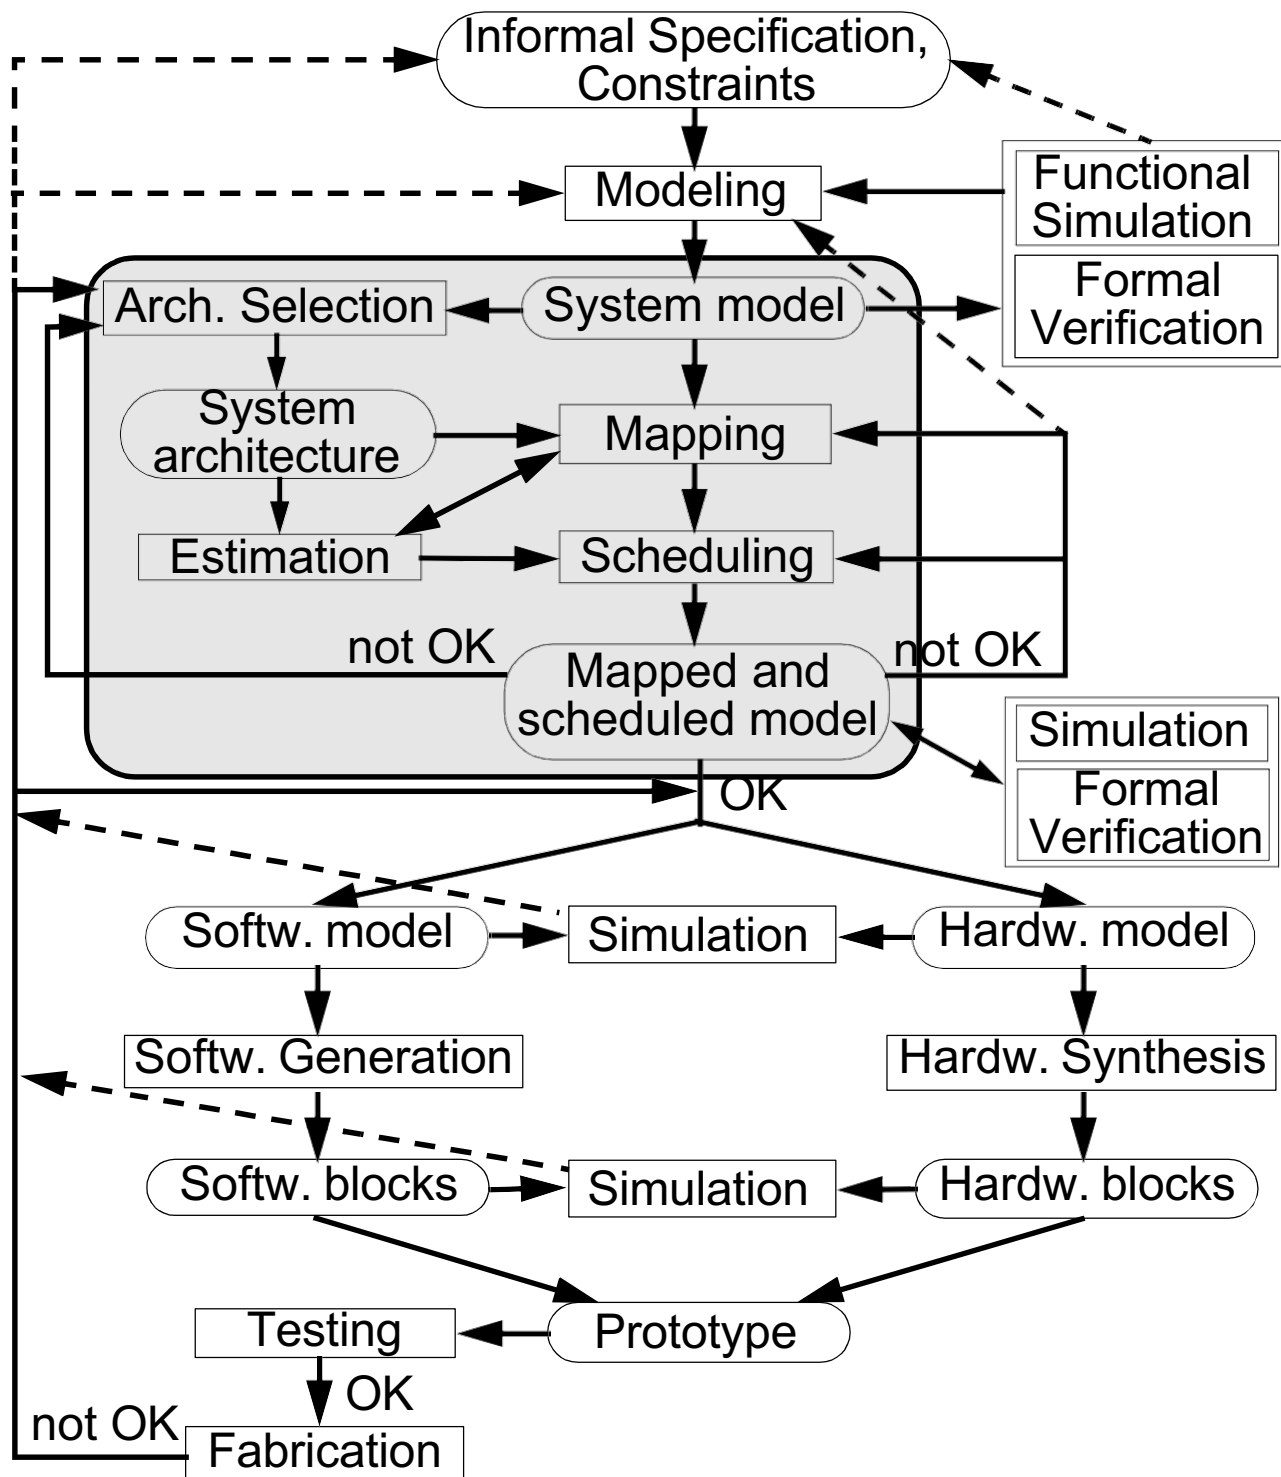 Informal Specification,
Constraints
Modeling
Functional
Simulation
Formal
Verification
Arch. Selection
System model
System
architecture
Mapping
Estimation
Scheduling
not OK
Mapped and
scheduled model
not OK
Simulation
Formal
Verification
OK
Softw. model
Simulation
Hardw. model
Softw. Generation
Hardw. Synthesis
Softw. blocks
Simulation
Hardw. blocks
Testing
Prototype
OK
not OK
Fabrication